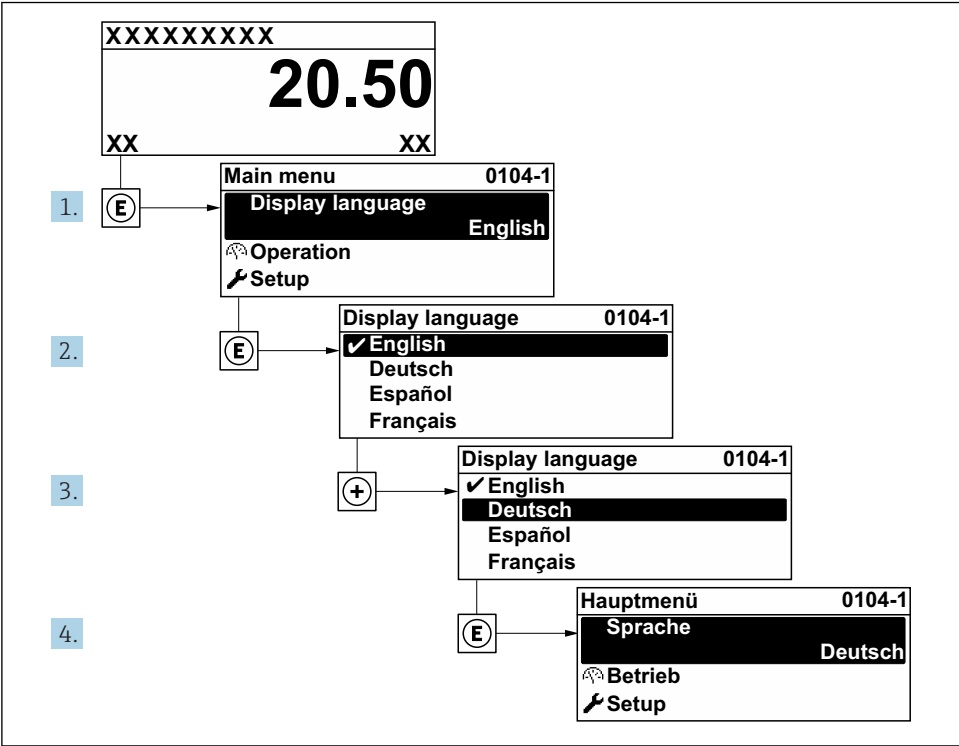 XXXXXXXXX
20.50
XX XX
Main menu 0104-1
1. E Display language
English
Operation
Setup
Display language 0104-1
2. E ✔English
Deutsch
Español
Français
Display language 0104-1
3. + ✔English
Deutsch
Español
Français
Hauptmenü 0104-1
4. E Sprache
Deutsch
Betrieb
Setup